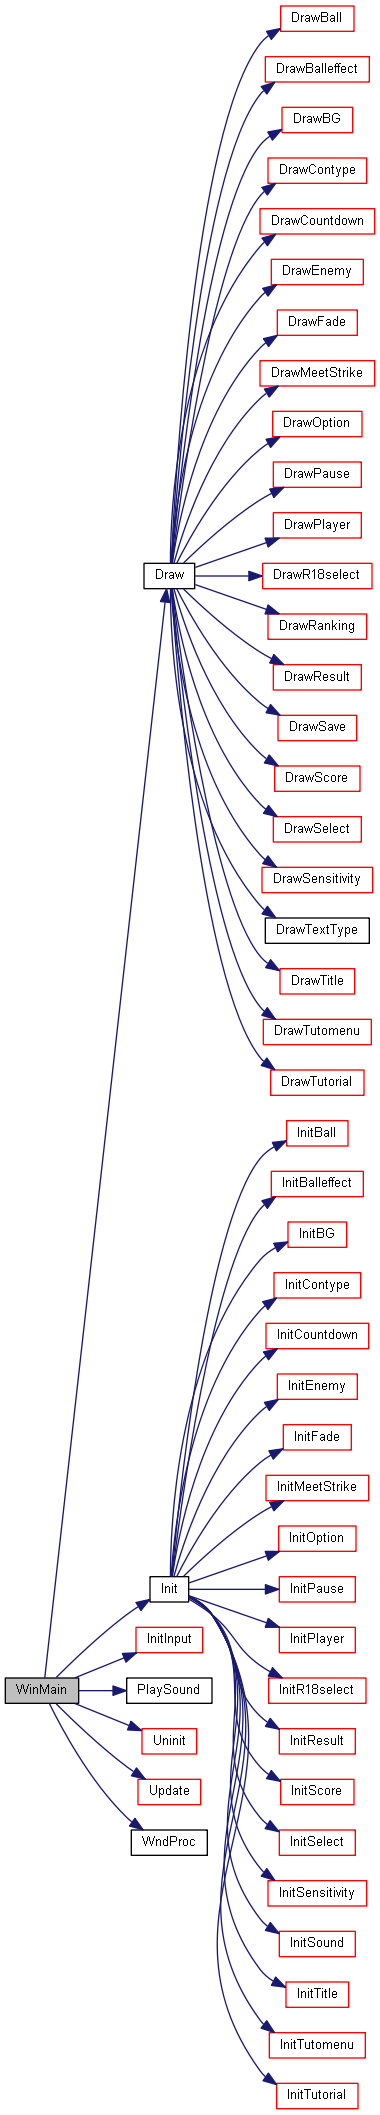 DrawBall
DrawBalleffect
DrawBG
DrawContype
DrawCountdown
DrawEnemy
DrawFade
DrawMeetStrike
DrawOption
DrawPause
DrawPlayer
Draw
DrawR18select
DrawRanking
DrawResult
DrawSave
DrawScore
DrawSelect
DrawSensitivity
DrawTextType
DrawTitle
DrawTutomenu
DrawTutorial
InitBall
InitBalleffect
InitBG
InitContype
InitCountdown
InitEnemy
InitFade
InitMeetStrike
InitOption
Init
InitPause
InitPlayer
InitInput
WinMain
PlaySound
InitR18select
Uninit
InitResult
Update
InitScore
WndProc
InitSelect
InitSensitivity
InitSound
InitTitle
InitTutomenu
InitTutorial